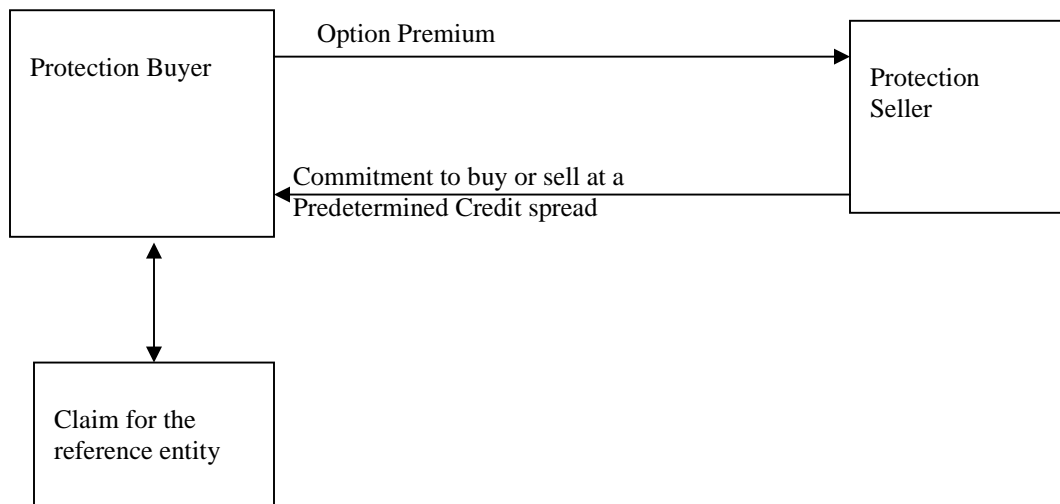 Option Premium
Protection Buyer
Protection
Seller
Commitment to buy or sell at a
Predetermined Credit spread
Claim for the
reference entity